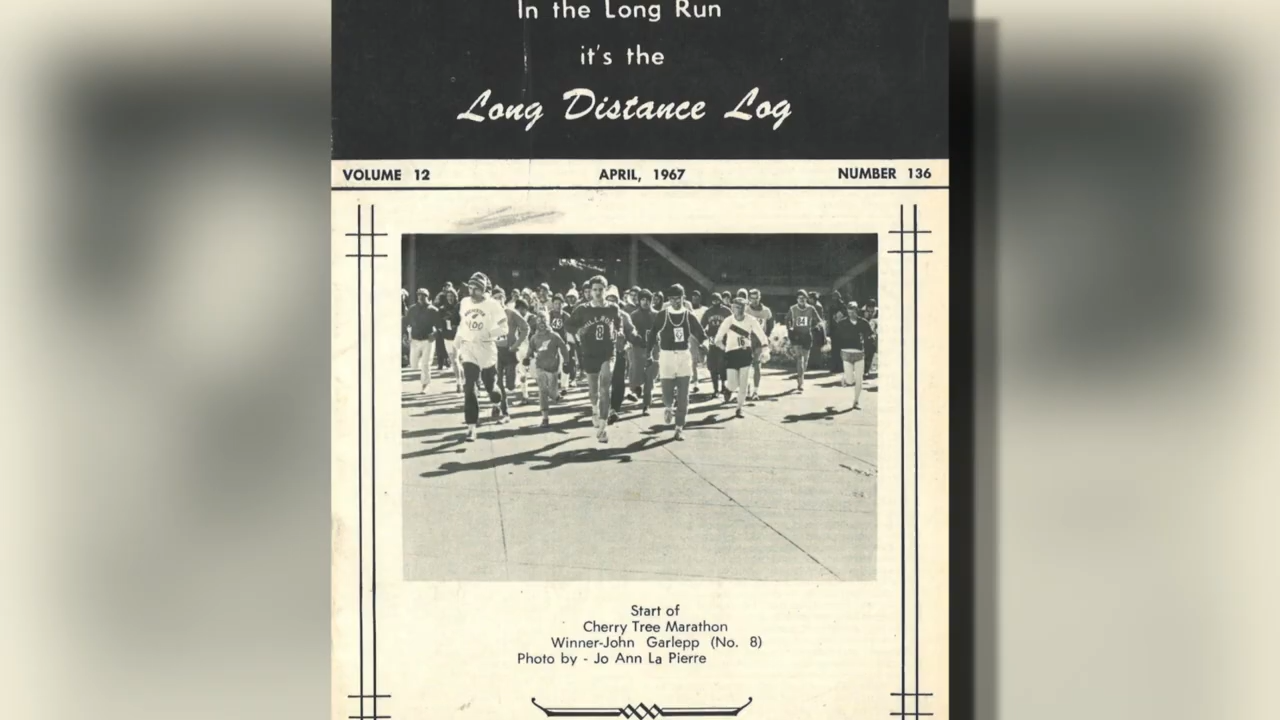 In the Long Run
it's the
Long Distance Log
VOLUME 12 APRIL, 1967 NUMBER 136
Start of
Cherry Tree Marathon
Winner-John Garlepp (No. 8)
Photo by - Jo Ann La Pierre